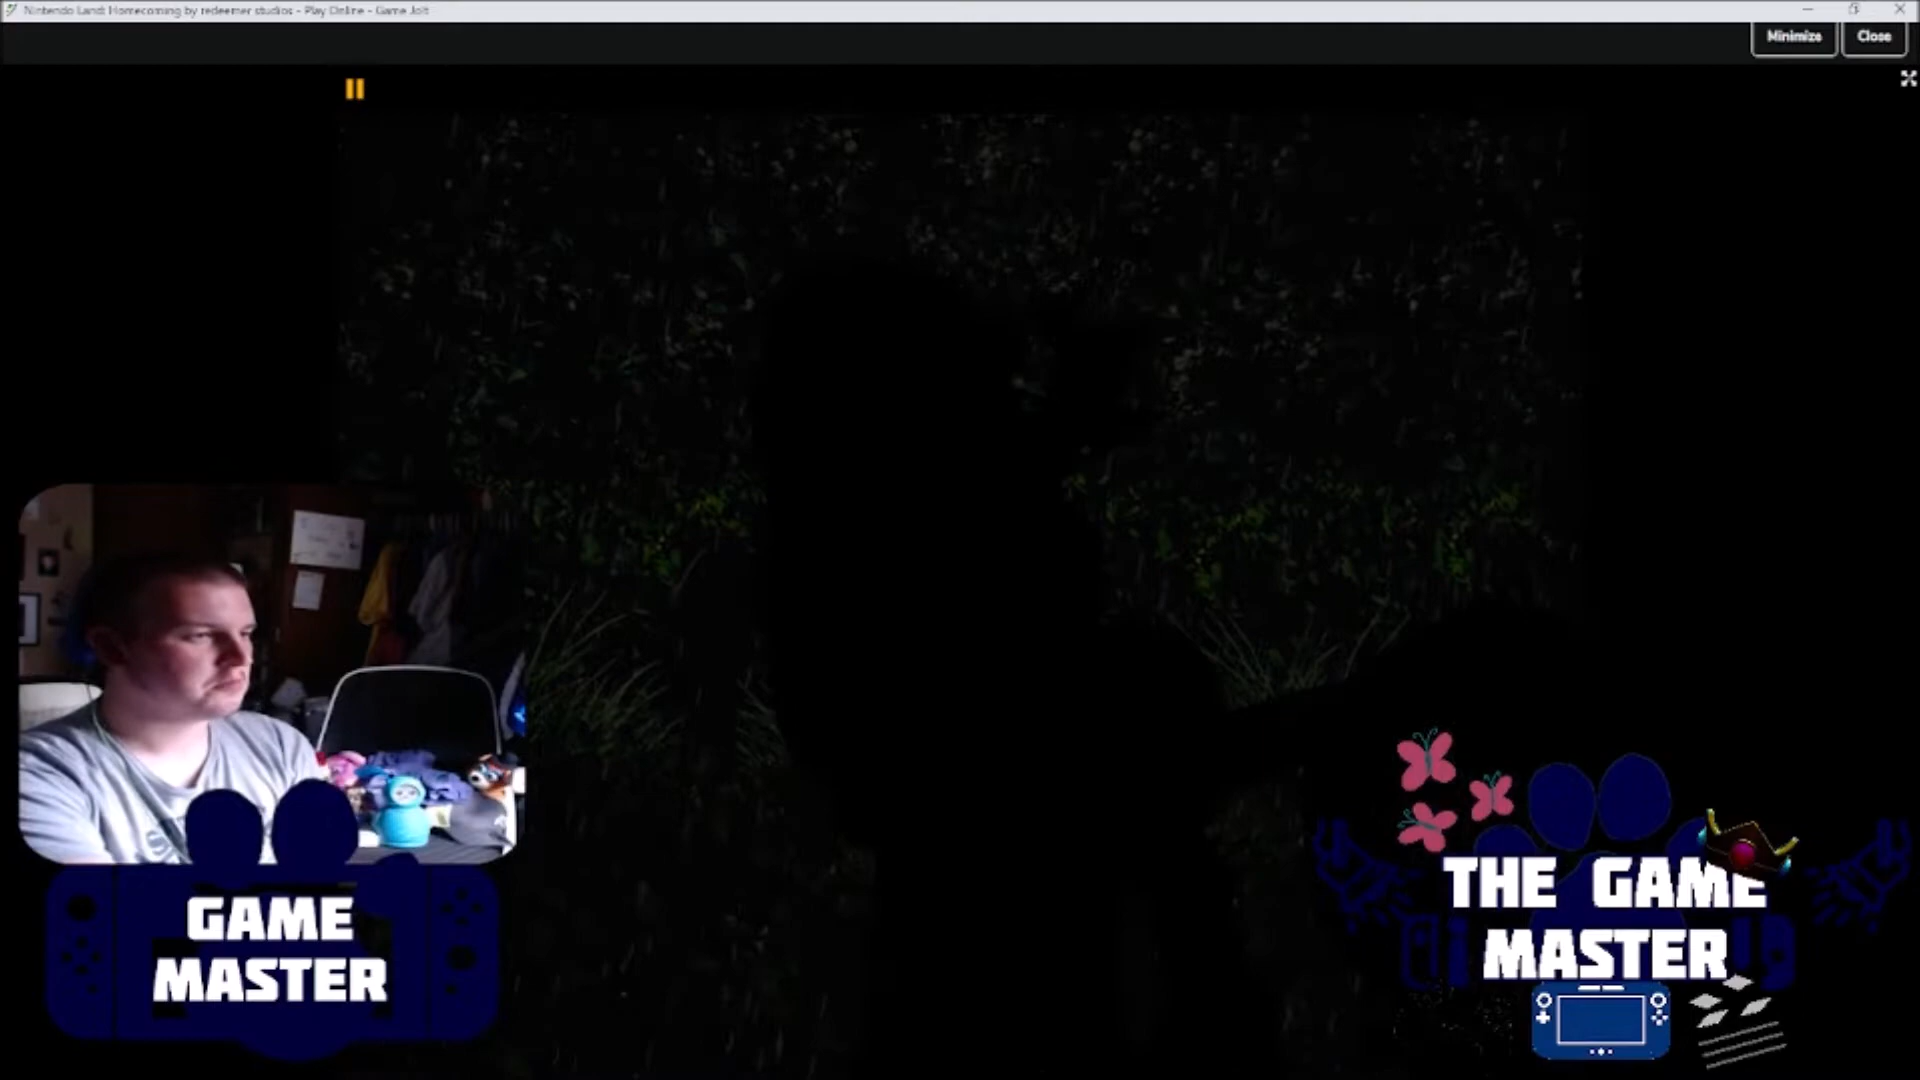 Nintendo Land: Homecoming by redeemer studios - Play Online - Game Jolt
Minimize
Close
GAME
MASTER
THE GAME
MASTER